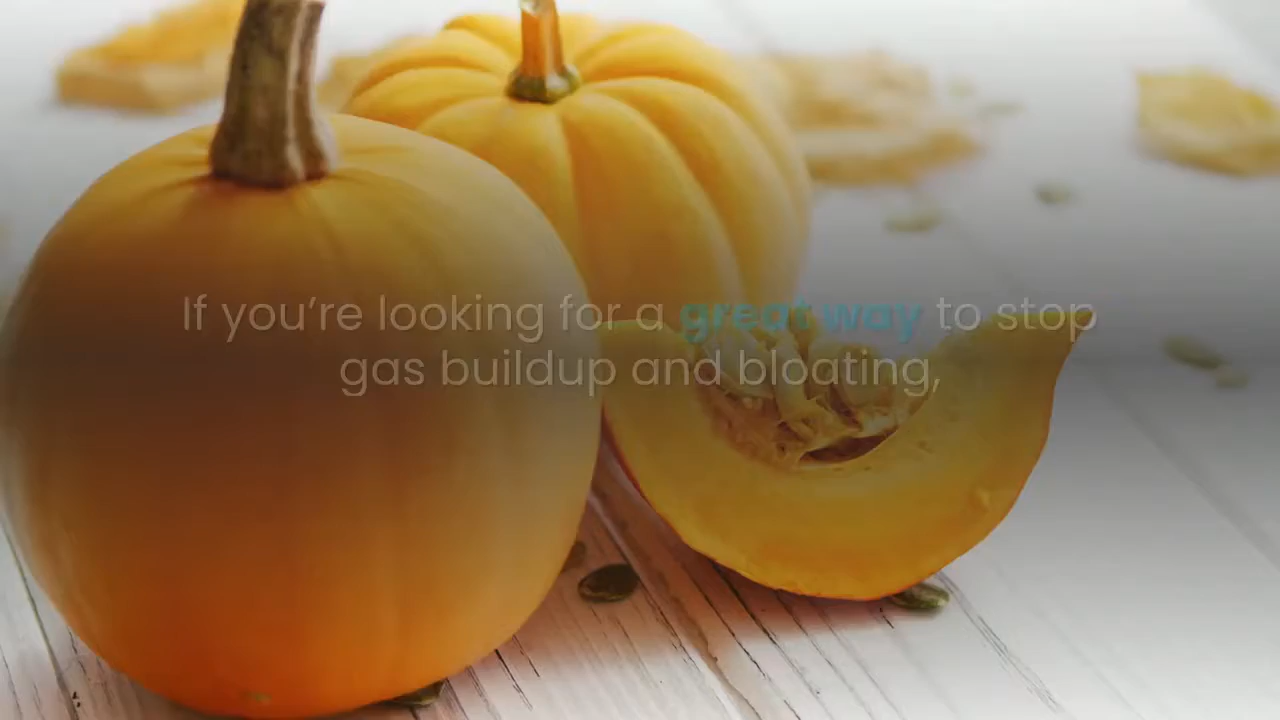 If you’re looking for a great way to stop
gas buildup and bloating,